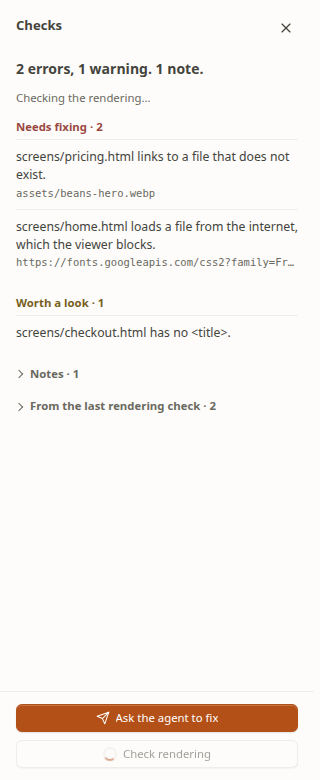 Checks
2 errors, 1 warning. 1 note.
Checking the rendering…
Needs fixing · 2
screens/pricing.html links to a file that does not
exist.
assets/beans-hero.webp
screens/home.html loads a file from the internet,
which the viewer blocks.
https://fonts.googleapis.com/css2?family=Fr…
Worth a look · 1
screens/checkout.html has no <title>.
Notes · 1
From the last rendering check · 2
Ask the agent to fix
Check rendering